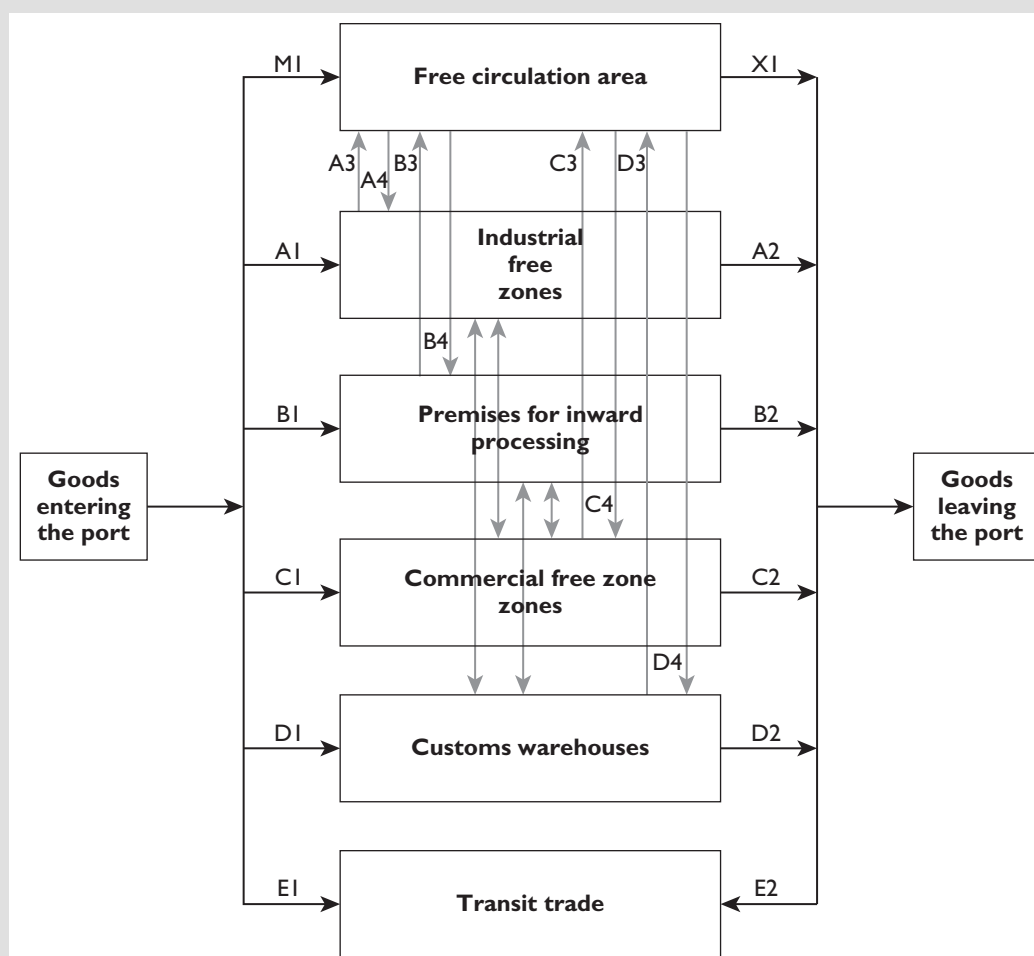 M1
Free circulation area
X1
A3
A4
B3
C3
D3
A1
Industrial
free
zones
A2
B4
B1
Premises for inward
processing
B2
Goods
entering
the port
C4
Goods
leaving
the port
C1
Commercial free zone
zones
C2
D4
D1
Customs warehouses
D2
E1
Transit trade
E2